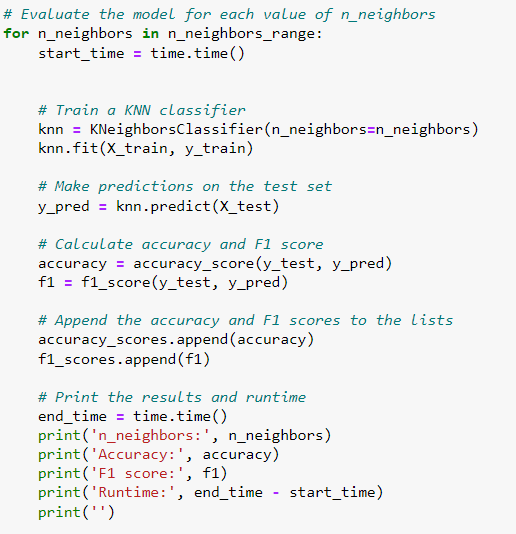 # Evaluate the model for each value of n_neighbors
for n_neighbors in n_neighbors_range:
    start_time = time.time()
    # Train a KNN classifier
    knn = KNeighborsClassifier(n_neighbors=n_neighbors)
    knn.fit(X_train, y_train)
    # Make predictions on the test set
    y_pred = knn.predict(X_test)
    # Calculate accuracy and F1 score
    accuracy = accuracy_score(y_test, y_pred)
    f1 = f1_score(y_test, y_pred)
    # Append the accuracy and F1 scores to the lists
    accuracy_scores.append(accuracy)
    f1_scores.append(f1)
    # Print the results and runtime
    end_time = time.time()
    print('n_neighbors:', n_neighbors)
    print('Accuracy:', accuracy)
    print('F1 score:', f1)
    print('Runtime:', end_time - start_time)
    print('')